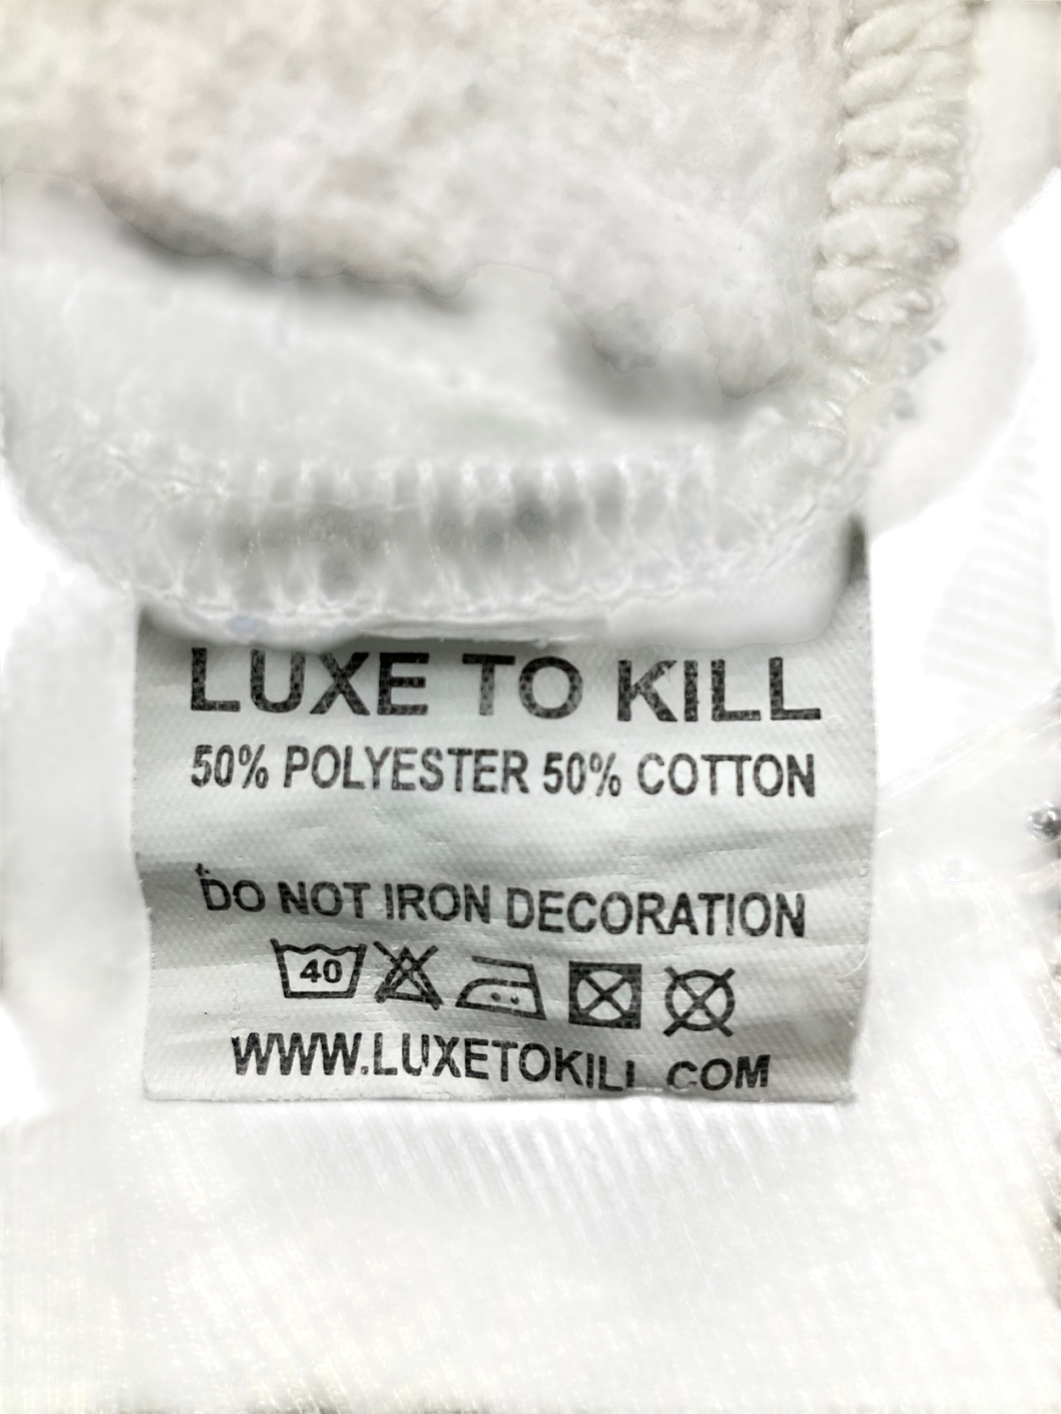 LUXE TO KILL
50% POLYESTER 50% COTTON
DO NOT IRON DECORATION
40
WWW.LUXETOKILL.COM